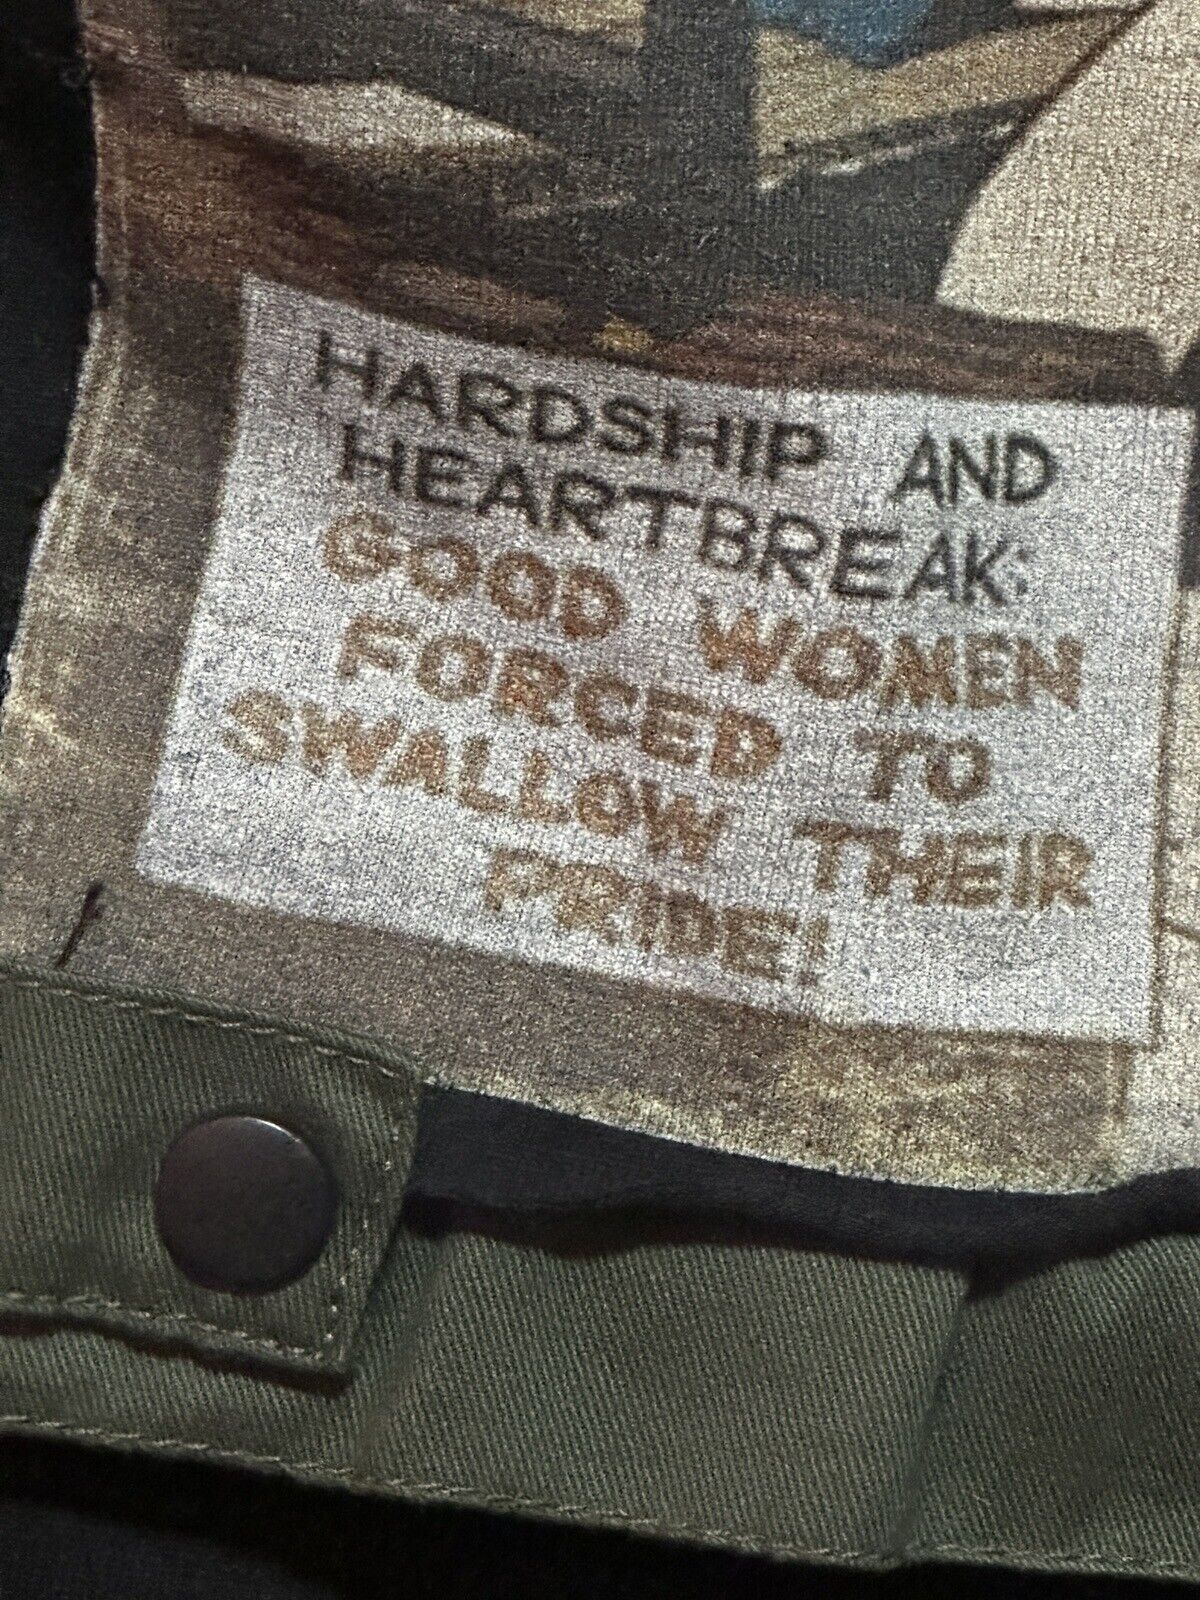 HARDSHIP AND
HEARTBREAK:
GOOD WOMEN
FORCED TO
SWALLOW THEIR
PRIDE!